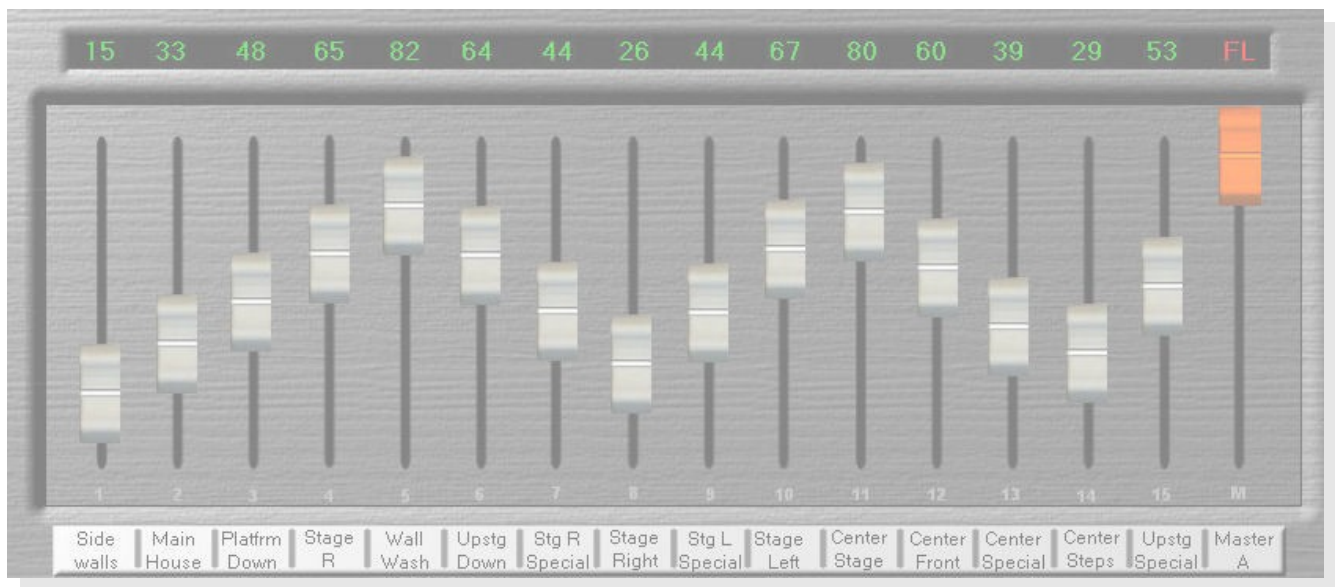 15 33 48 65 82 64 44 26 44 67 80 60 39 29 53 FL
1 2 3 4 5 6 7 8 9 10 11 12 13 14 15 M
Side Main Platfrm Stage Wall Upstg Stg R Stage Stg L Stage Center Center Center Center Upstg Master
walls House Down R Wash Down Special Right Special Left Stage Front Special Steps Special A